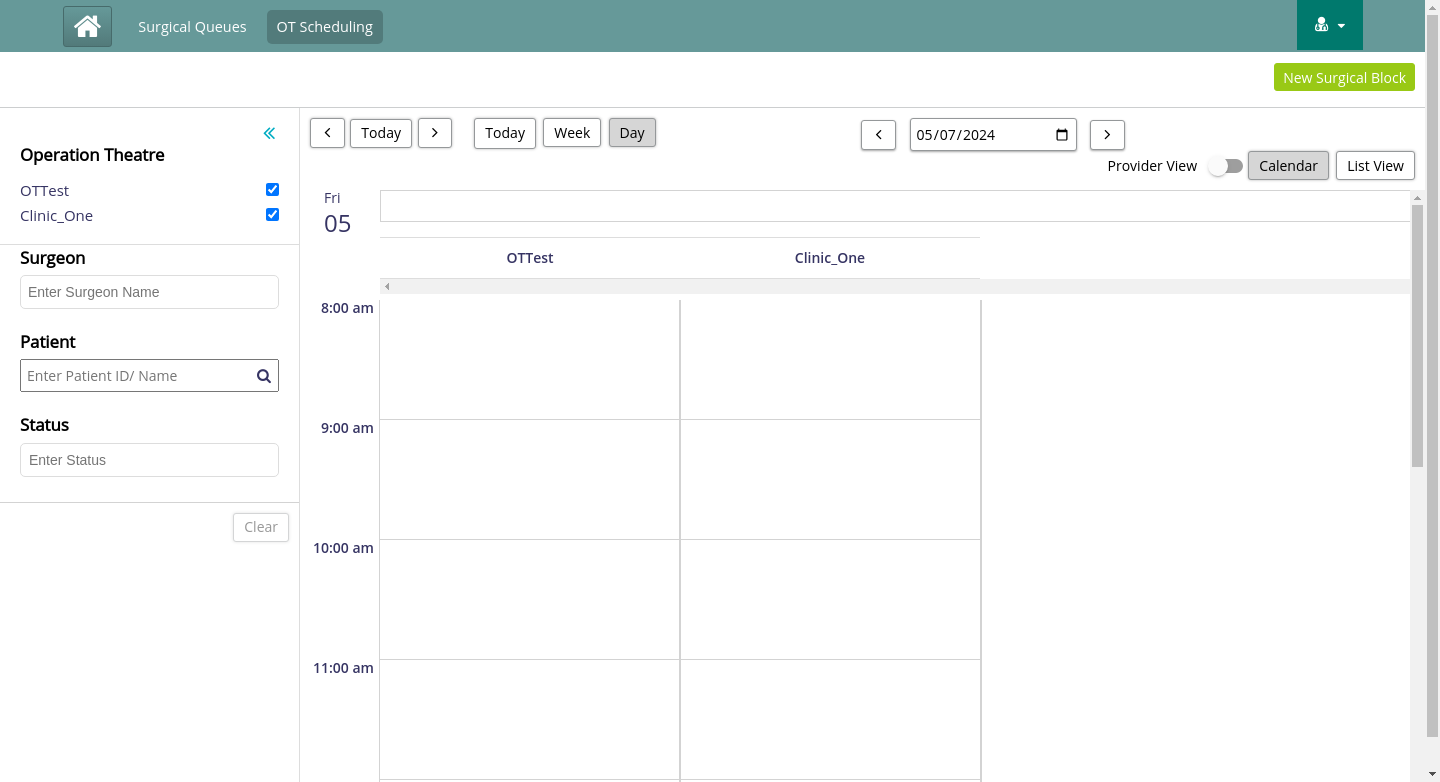 Surgical Queues
OT Scheduling
New Surgical Block
Today
Today
Week
Day
05/07/2024
Provider View
Calendar
List View
Operation Theatre
OTTest
Clinic_One
Surgeon
Enter Surgeon Name
Patient
Enter Patient ID/ Name
Status
Enter Status
Clear
Fri
05
OTTest
Clinic_One
8:00 am
9:00 am
10:00 am
11:00 am